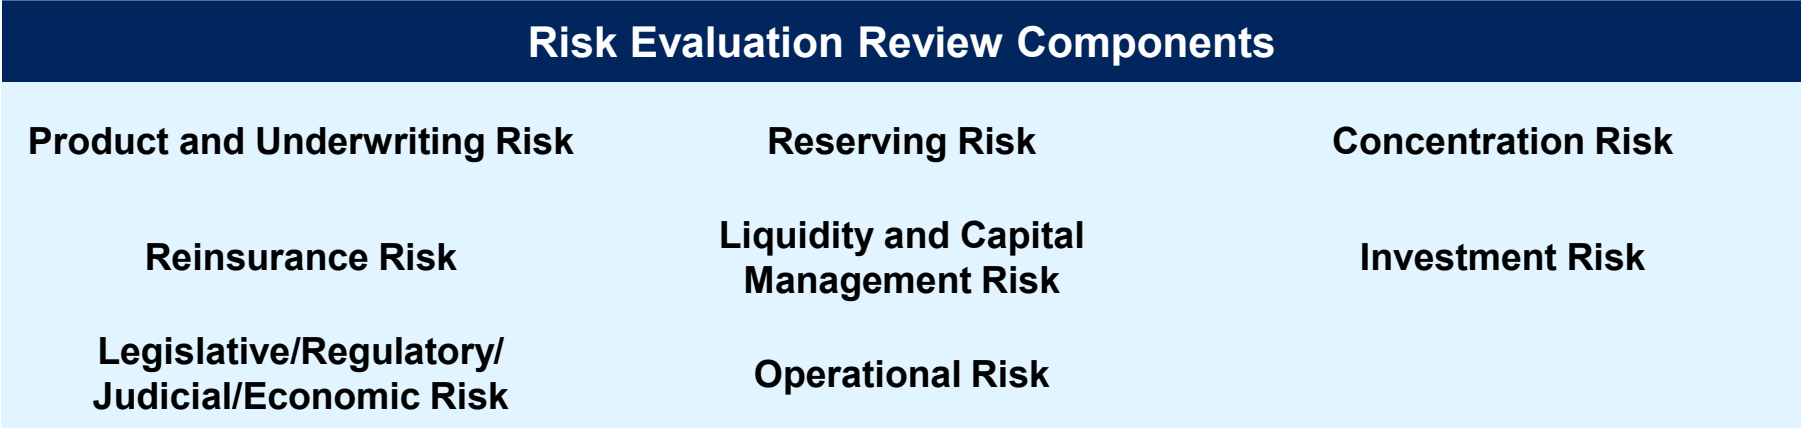 Risk Evaluation Review Components
Product and Underwriting Risk
Reserving Risk
Concentration Risk
Reinsurance Risk
Liquidity and Capital
Management Risk
Investment Risk
Legislative/Regulatory/
Judicial/Economic Risk
Operational Risk